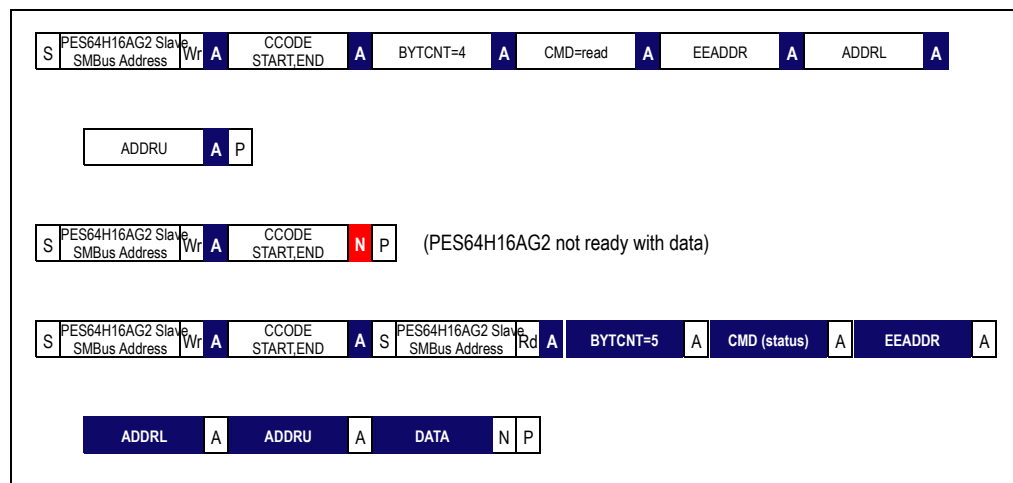 S PES64H16AG2 Slave SMBus Address Wr A CCODE START,END A BYTCNT=4 A CMD=read A EEADDR A ADDRL A
ADDRU A P
S PES64H16AG2 Slave SMBus Address Wr A CCODE START,END N P (PES64H16AG2 not ready with data)
S PES64H16AG2 Slave SMBus Address Wr A CCODE START,END A S PES64H16AG2 Slave SMBus Address Rd A BYTCNT=5 A CMD (status) A EEADDR A
ADDRL A ADDRU A DATA N P